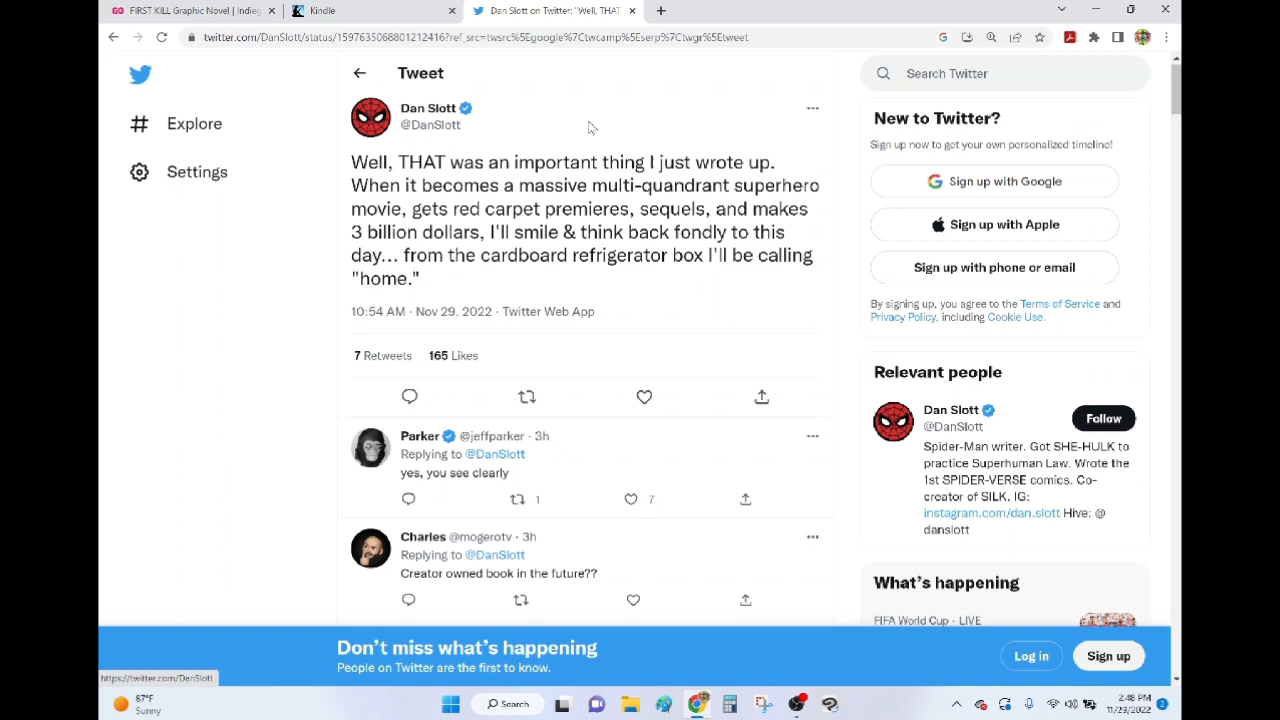 FIRST KILL Graphic Novel | Indieg
Kindle
Dan Slott on Twitter: "Well, THAT
twitter.com/DanSlott/status/1597635068801212416?ref_src=twsrc%5Egoogle%7Ctwcamp%5Eserp%7Ctwgr%5Etweet
Tweet
Search Twitter
Explore
Settings
Dan Slott
@DanSlott
Well, THAT was an important thing I just wrote up.
When it becomes a massive multi-quandrant superhero
movie, gets red carpet premieres, sequels, and makes
3 billion dollars, I'll smile & think back fondly to this
day... from the cardboard refrigerator box I'll be calling
"home."
10:54 AM · Nov 29, 2022 · Twitter Web App
7 Retweets 165 Likes
Parker @jeffparker · 3h
Replying to @DanSlott
yes, you see clearly
1 7
Charles @mogerotv · 3h
Replying to @DanSlott
Creator owned book in the future??
New to Twitter?
Sign up now to get your own personalized timeline!
Sign up with Google
Sign up with Apple
Sign up with phone or email
By signing up, you agree to the Terms of Service and
Privacy Policy, including Cookie Use.
Relevant people
Dan Slott
@DanSlott
Follow
Spider-Man writer. Got SHE-HULK to
practice Superhuman Law. Wrote the
1st SPIDER-VERSE comics. Co-
creator of SILK. IG:
instagram.com/dan.slott Hive: @
danslott
What's happening
FIFA World Cup · LIVE
Don't miss what's happening
People on Twitter are the first to know.
Log in
Sign up
https://twitter.com/DanSlott
67°F
Sunny
Search
2:48 PM
11/29/2022
2